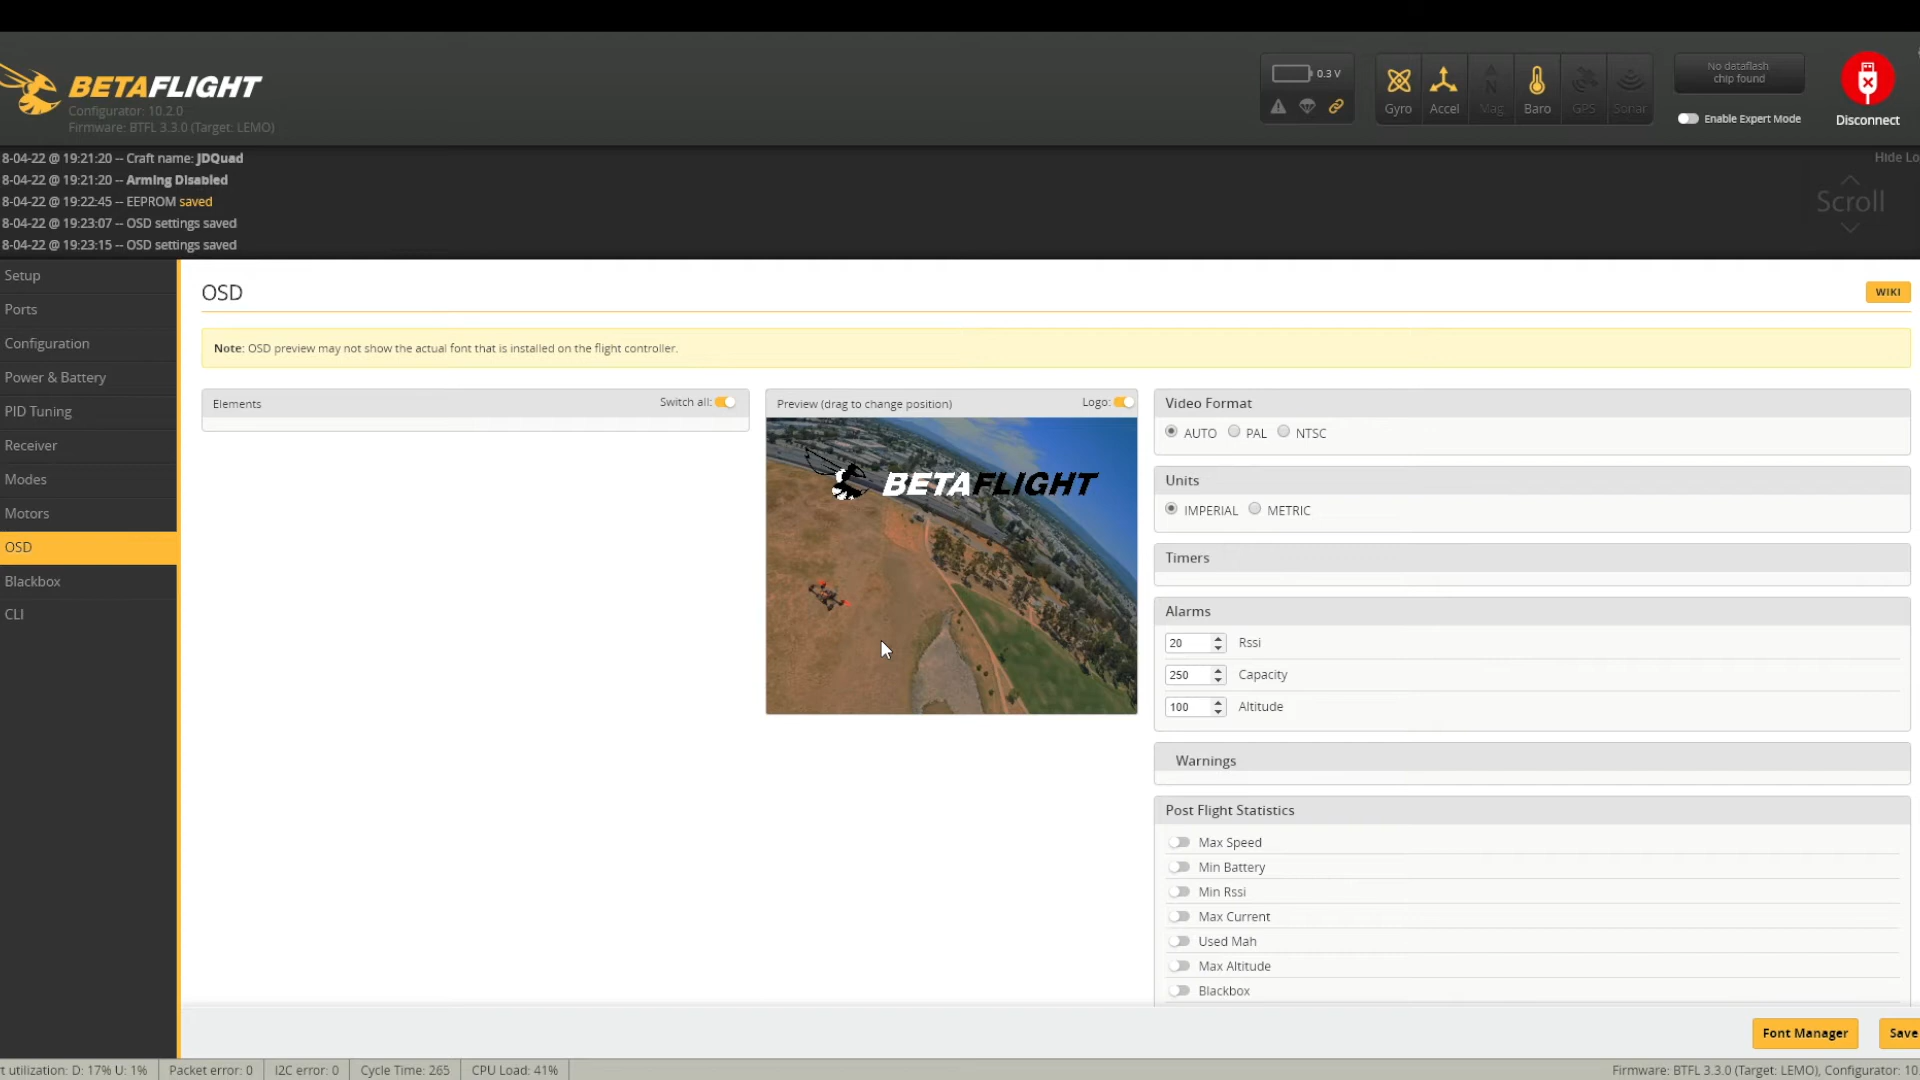 BETAFLIGHT
Configurator: 10.2.0
Firmware: BTFL 3.3.0 (Target: LEMO)
0.3 V
Gyro
Accel
Mag
Baro
GPS
Sonar
No dataflash
chip found
Enable Expert Mode
Disconnect
8-04-22 @ 19:21:20 -- Craft name: JDQuad
8-04-22 @ 19:21:20 -- Arming Disabled
8-04-22 @ 19:22:45 -- EEPROM saved
8-04-22 @ 19:23:07 -- OSD settings saved
8-04-22 @ 19:23:15 -- OSD settings saved
Hide Lo
Scroll
Setup
Ports
Configuration
Power & Battery
PID Tuning
Receiver
Modes
Motors
OSD
Blackbox
CLI
OSD
WIKI
Note: OSD preview may not show the actual font that is installed on the flight controller.
Elements
Switch all:
Preview (drag to change position)
Logo:
BETAFLIGHT
Video Format
AUTO PAL NTSC
Units
IMPERIAL METRIC
Timers
Alarms
20 Rssi
250 Capacity
100 Altitude
Warnings
Post Flight Statistics
Max Speed
Min Battery
Min Rssi
Max Current
Used Mah
Max Altitude
Blackbox
Font Manager
Save
t utilization: D: 17% U: 1%
Packet error: 0
I2C error: 0
Cycle Time: 265
CPU Load: 41%
Firmware: BTFL 3.3.0 (Target: LEMO), Configurator: 10